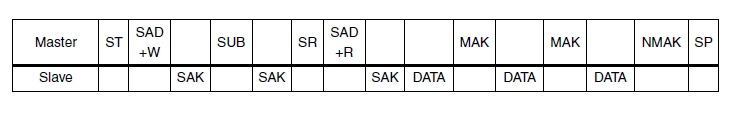 Master ST SAD +W SUB SR SAD +R MAK MAK NMAK SP
Slave SAK SAK SAK DATA DATA DATA